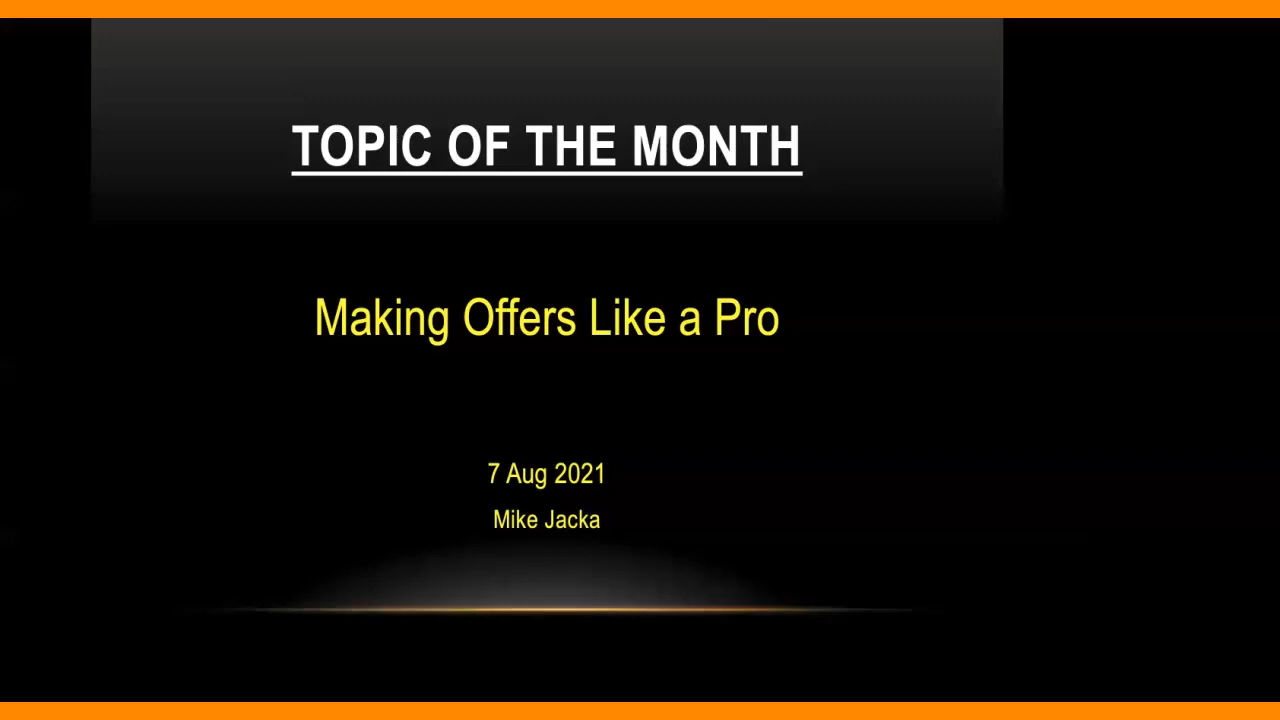 TOPIC OF THE MONTH
Making Offers Like a Pro
7 Aug 2021
Mike Jacka